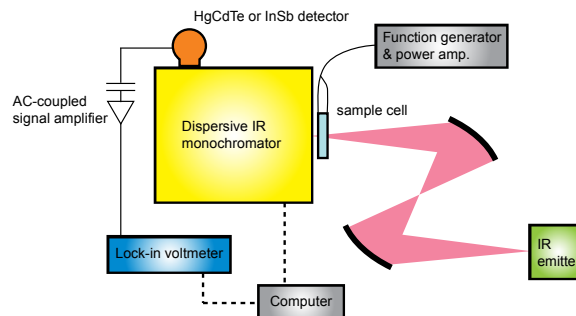 HgCdTe or InSb detector
Function generator
& power amp.
AC-coupled
signal amplifier
sample cell
Dispersive IR
monochromator
Lock-in voltmeter
IR
emitter
Computer